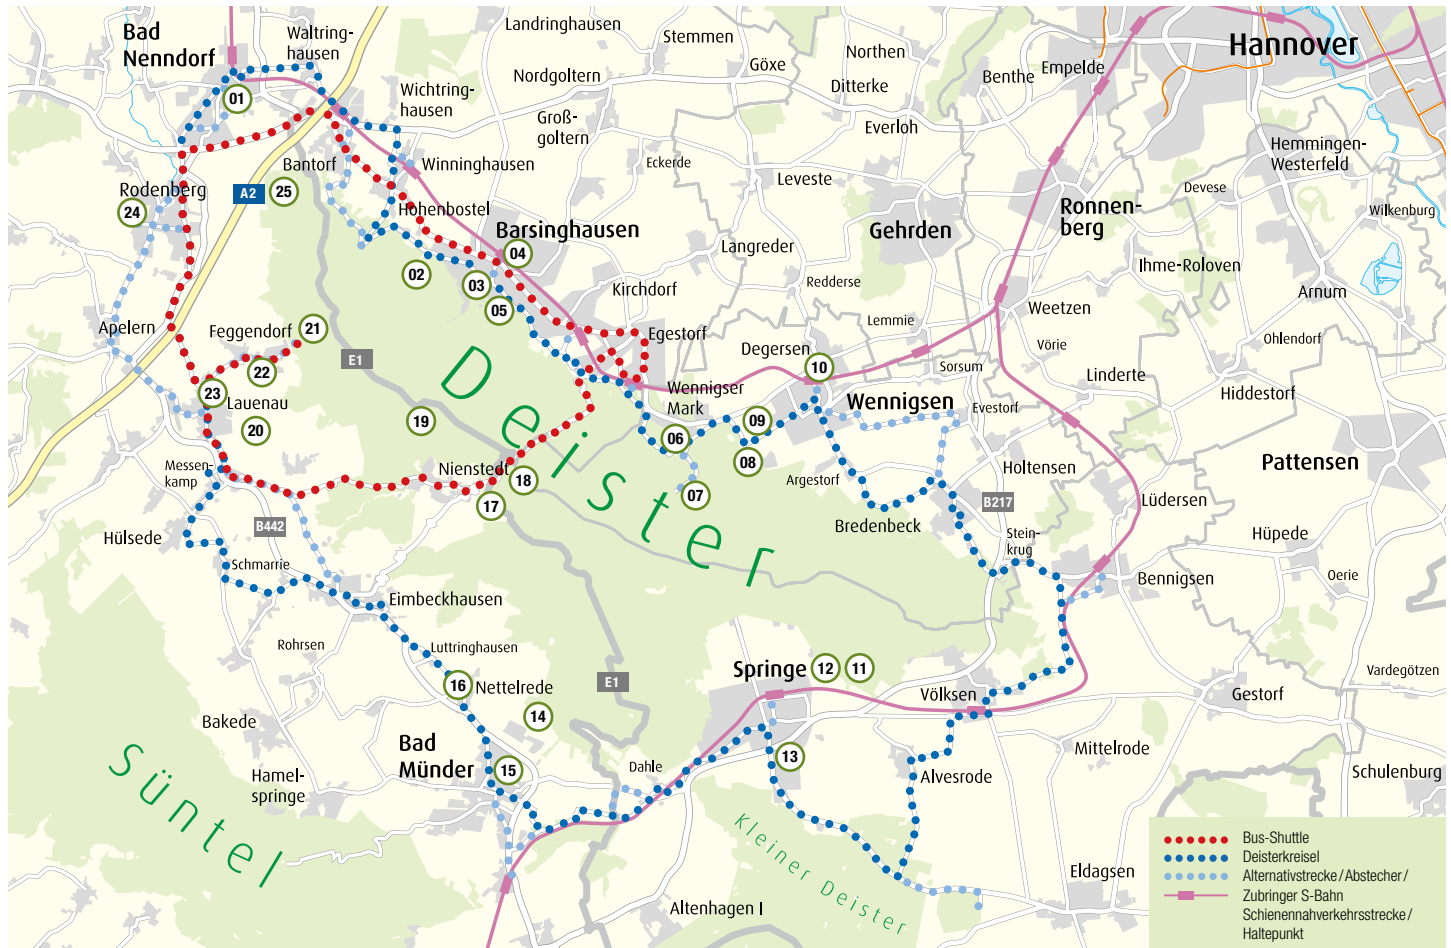 Bad
Nenndorf
Waltring-
hausen
Landringhausen
Stemmen
Göxe
Northen
Ditterke
Everloh
Benthe
Empelde
Hannover
Wichtring-
hausen
Nordgoltern
Groß-
goltern
Eckerde
Leveste
Hemmingen-
Westerfeld
Devese
Wilkenburg
01
Bantorf
Winninghausen
Rodenberg
A2
25
24
Hohenbostel
Barsinghausen
04
Langreder
Gehrden
Ronnen-
berg
Ihme-Roloven
Arnum
02
03
05
Kirchdorf
Redderse
Weetzen
Apelern
Feggendorf
21
22
E1
Egestorf
Lemmie
Degersen
10
Sorsum
Vörie
Ohlendorf
Linderte
Hiddestorf
23
Lauenau
20
19
Deister
Wennigser
Mark
Wennigsen
Evestorf
06
09
08
07
Messen-
kamp
Nienstedt
18
17
Argestorf
Holtensen
Pattensen
Bredenbeck
B217
Lüdersen
Hülsede
B442
Schmarrie
Stein-
krug
Hüpede
Oerie
Bennigsen
Eimbeckhausen
Rohrsen
Luttringhausen
16
Nettelrede
14
E1
Springe
12
11
Völksen
Gestorf
Vardegötzen
Bakede
Bad
Münder
15
Dahle
13
Mittelrode
Alvesrode
Schulenburg
Hamel-
springe
Süntel
Kleiner Deister
Altenhagen I
Eldagsen
Bus-Shuttle
Deisterkreisel
Alternativstrecke/Abstecher/
Zubringer S-Bahn
Schienennahverkehrsstrecke/
Haltepunkt